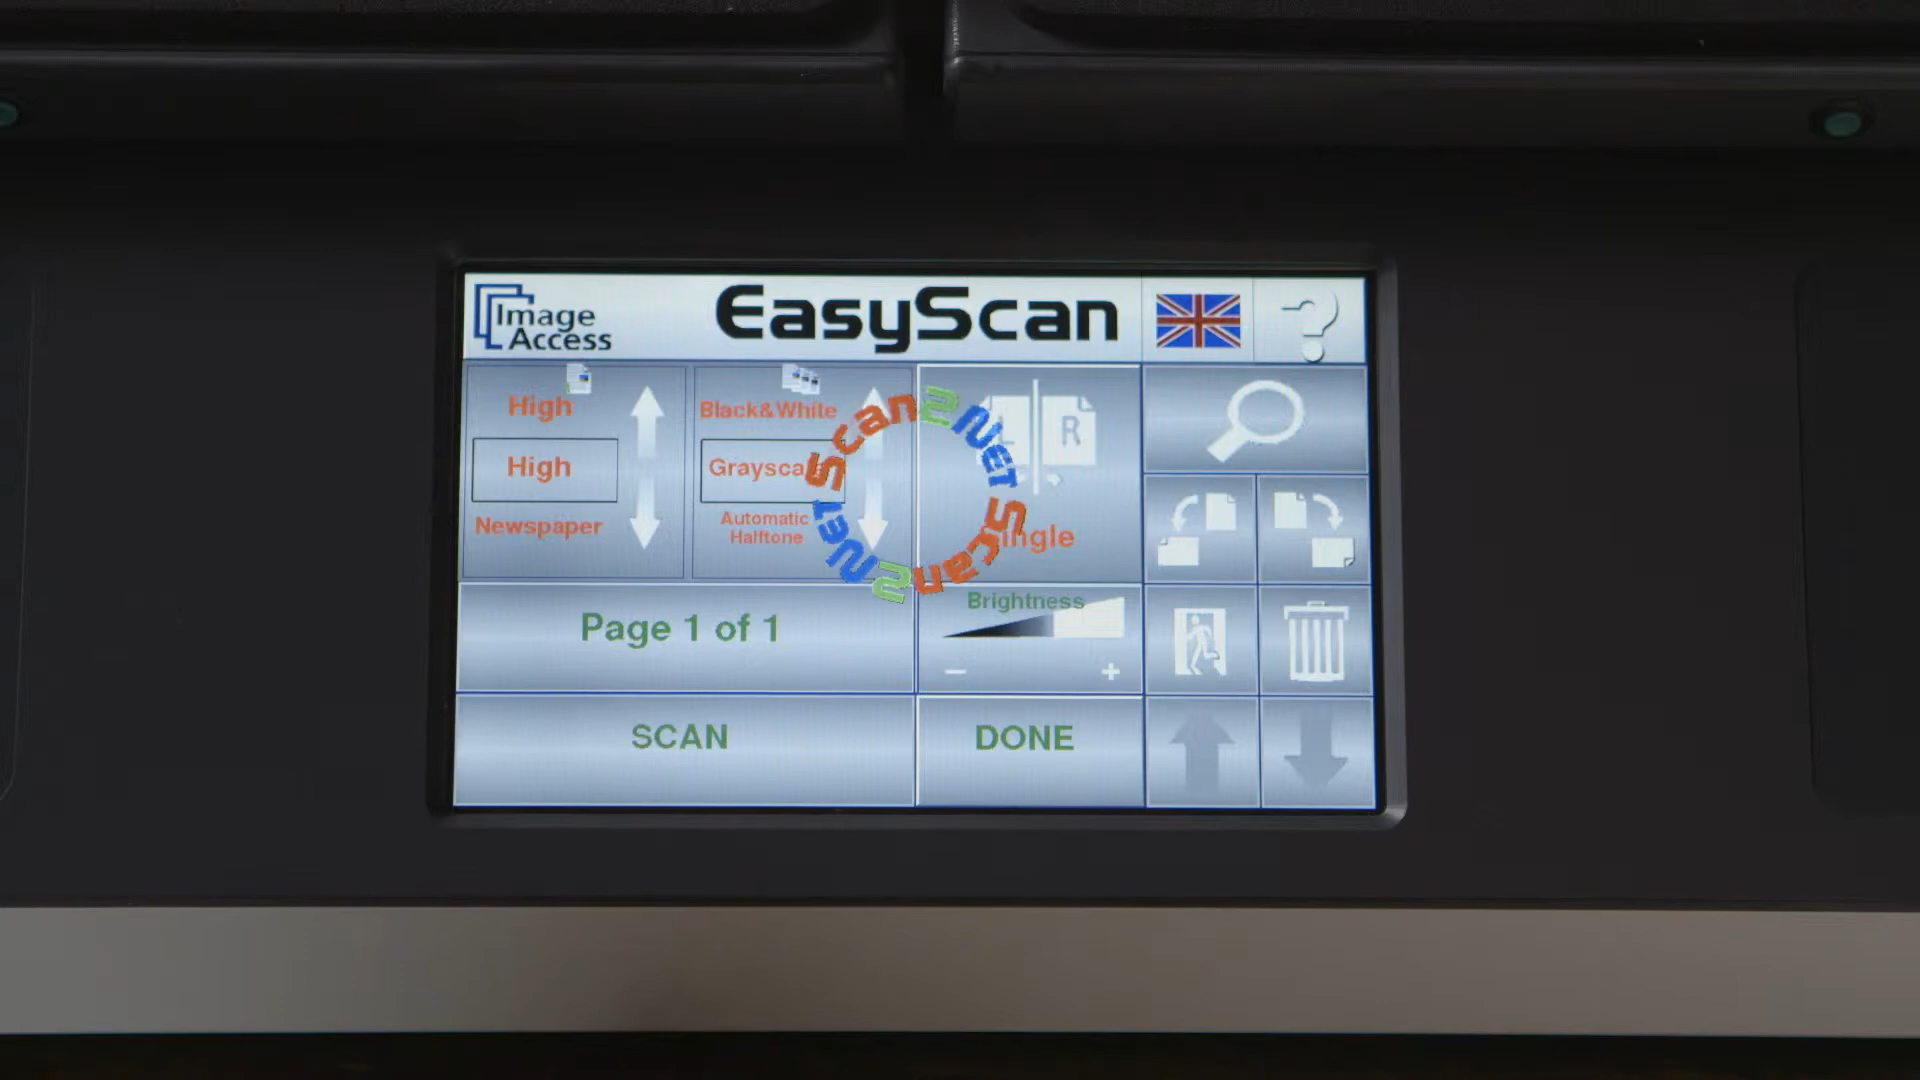 Image
Access
EasyScan
High
High
Newspaper
Black&White
Grayscale
Automatic
Halftone
L R
Single
Scan2Net Scan2Net
Page 1 of 1
Brightness
- +
SCAN
DONE